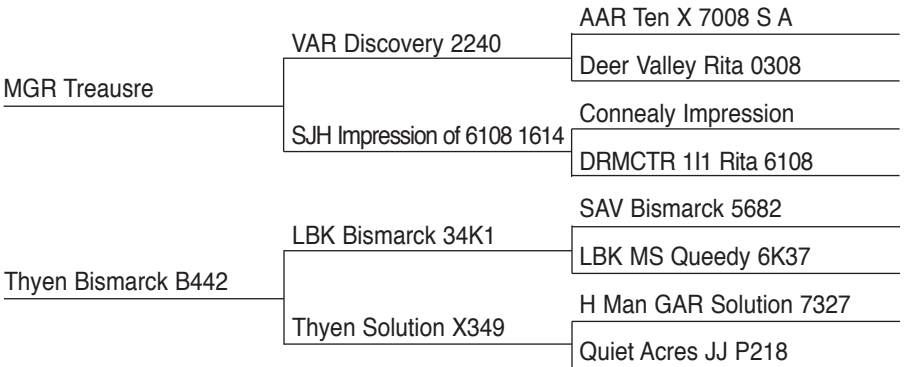 AAR Ten X 7008 S A
VAR Discovery 2240
Deer Valley Rita 0308
MGR Treausre
Connealy Impression
SJH Impression of 6108 1614
DRMCTR 1I1 Rita 6108
SAV Bismarck 5682
LBK Bismarck 34K1
LBK MS Queedy 6K37
Thyen Bismarck B442
H Man GAR Solution 7327
Thyen Solution X349
Quiet Acres JJ P218